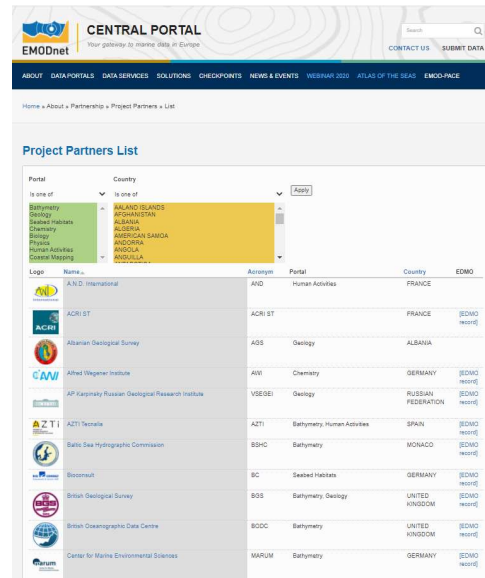 CENTRAL PORTAL
Your gateway to marine data in Europe
EMODnet
Search
CONTACT US SUBMIT DATA
ABOUT DATA PORTALS DATA SERVICES SOLUTIONS CHECKPOINTS NEWS & EVENTS WEBINAR 2020 ATLAS OF THE SEAS EMOD-PACE
Home » About » Partnership » Project Partners » List
Project Partners List
Portal Country
Is one of Is one of Apply
Bathymetry AALAND ISLANDS
Geology AFGHANISTAN
Seabed Habitats ALBANIA
Chemistry ALGERIA
Biology AMERICAN SAMOA
Physics ANDORRA
Human Activities ANGOLA
Coastal Mapping ANGUILLA
Logo Name Acronym Portal Country EDMO
A.N.D. International AND Human Activities FRANCE
ACRI ST ACRI ST FRANCE [EDMO record]
ACRI
Albanian Geological Survey AGS Geology ALBANIA
Alfred Wegener Institute AWI Chemistry GERMANY [EDMO record]
AWI
AP Karpinsky Russian Geological Research Institute VSEGEI Geology RUSSIAN FEDERATION [EDMO record]
AZTI Tecnalia AZTI Bathymetry, Human Activities SPAIN [EDMO record]
AZTi
Baltic Sea Hydrographic Commission BSHC Bathymetry MONACO [EDMO record]
Bioconsult BC Seabed Habitats GERMANY [EDMO record]
British Geological Survey BGS Bathymetry, Geology UNITED KINGDOM [EDMO record]
BGS
British Oceanographic Data Centre BODC Bathymetry UNITED KINGDOM [EDMO record]
Center for Marine Environmental Sciences MARUM Bathymetry GERMANY [EDMO record]
marum